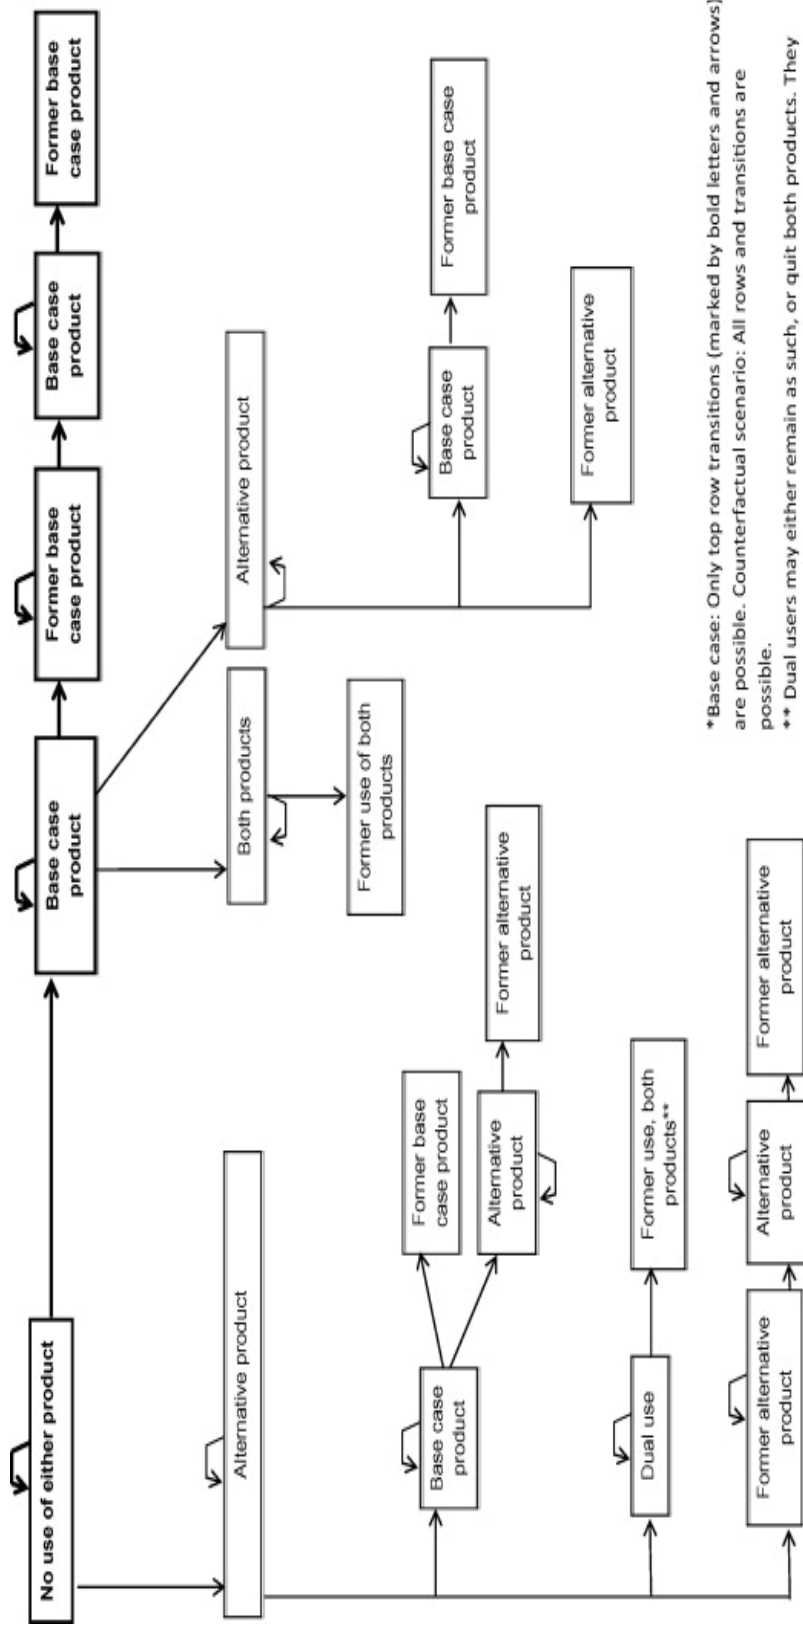 No use of either product
Base case
product
Former base
case product
Base case
product
Former base
case product
Alternative product
Both products
Alternative product
Former use of both
products
Base case
product
Former base case
product
Former alternative
product
Base case
product
Former base
case product
Alternative
product
Former alternative
product
Dual use
Former use, both
products**
Former alternative
product
Alternative
product
Former alternative
product
*Base case: Only top row transitions (marked by bold letters and arrows)
are possible. Counterfactual scenario: All rows and transitions are
possible.
** Dual users may either remain as such, or quit both products. They